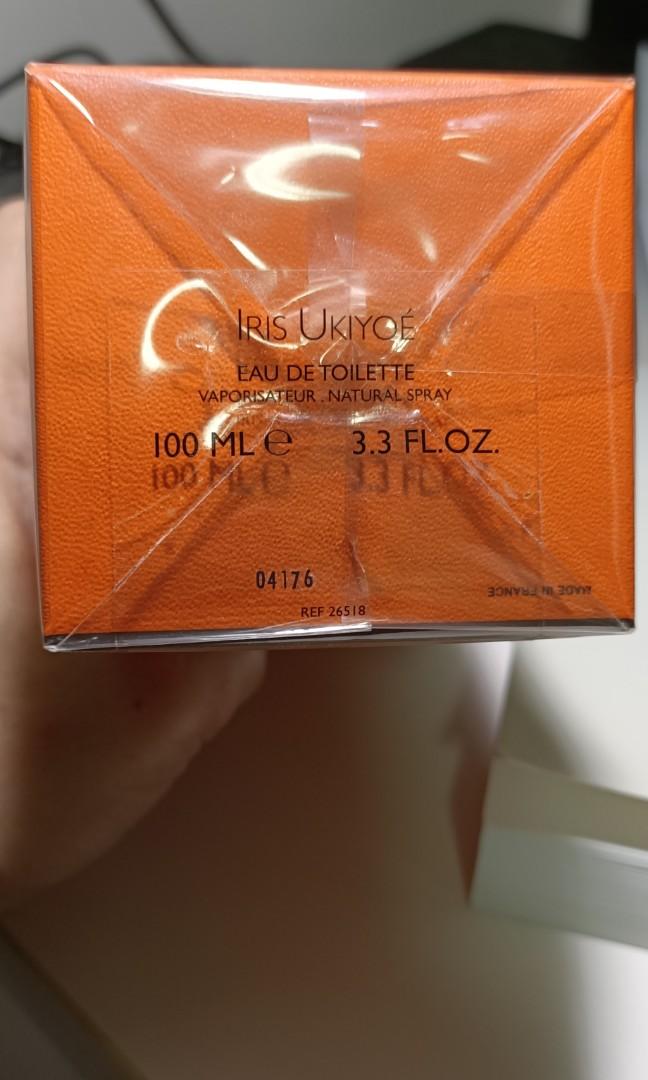 IRIS UKIYOÉ
EAU DE TOILETTE
VAPORISATEUR . NATURAL SPRAY
100 ML ℮ 3.3 FL.OZ.
04176
MADE IN FRANCE
REF 26518